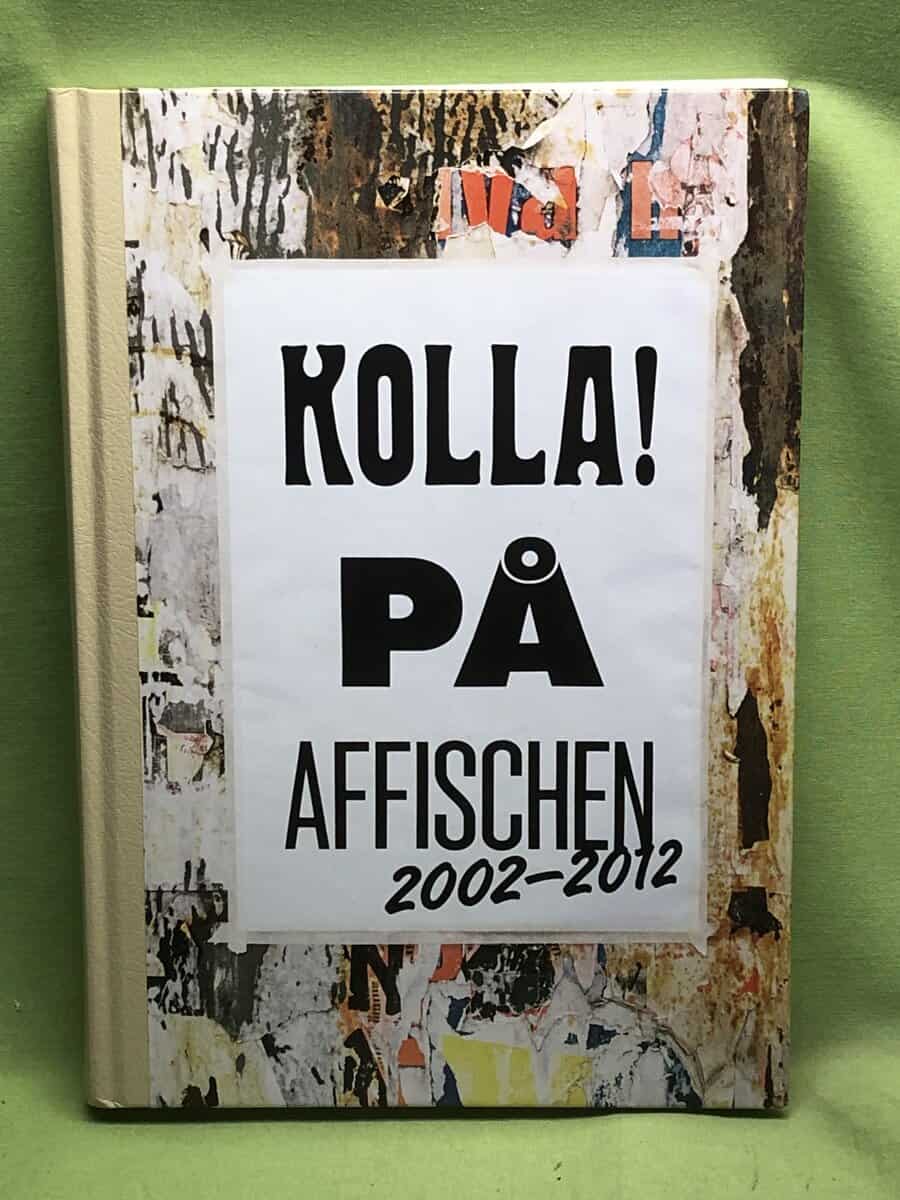 KOLLA!
PÅ
AFFISCHEN
2002–2012